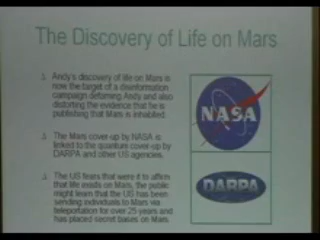 The Discovery of Life on Mars
3. Andy's discovery of life on Mars is
now the target of a disinformation
campaign defaming Andy and also
distorting the evidence that he is
publishing that Mars is inhabited.
NASA
3. The Mars cover-up by NASA is
linked to the quantum cover-up by
DARPA and other US agencies.
DARPA
3. The US fears that were it to affirm
that life exists on Mars, the public
might learn that the US has been
sending individuals to Mars via
teleportation for over 25 years and
has placed secret bases on Mars.